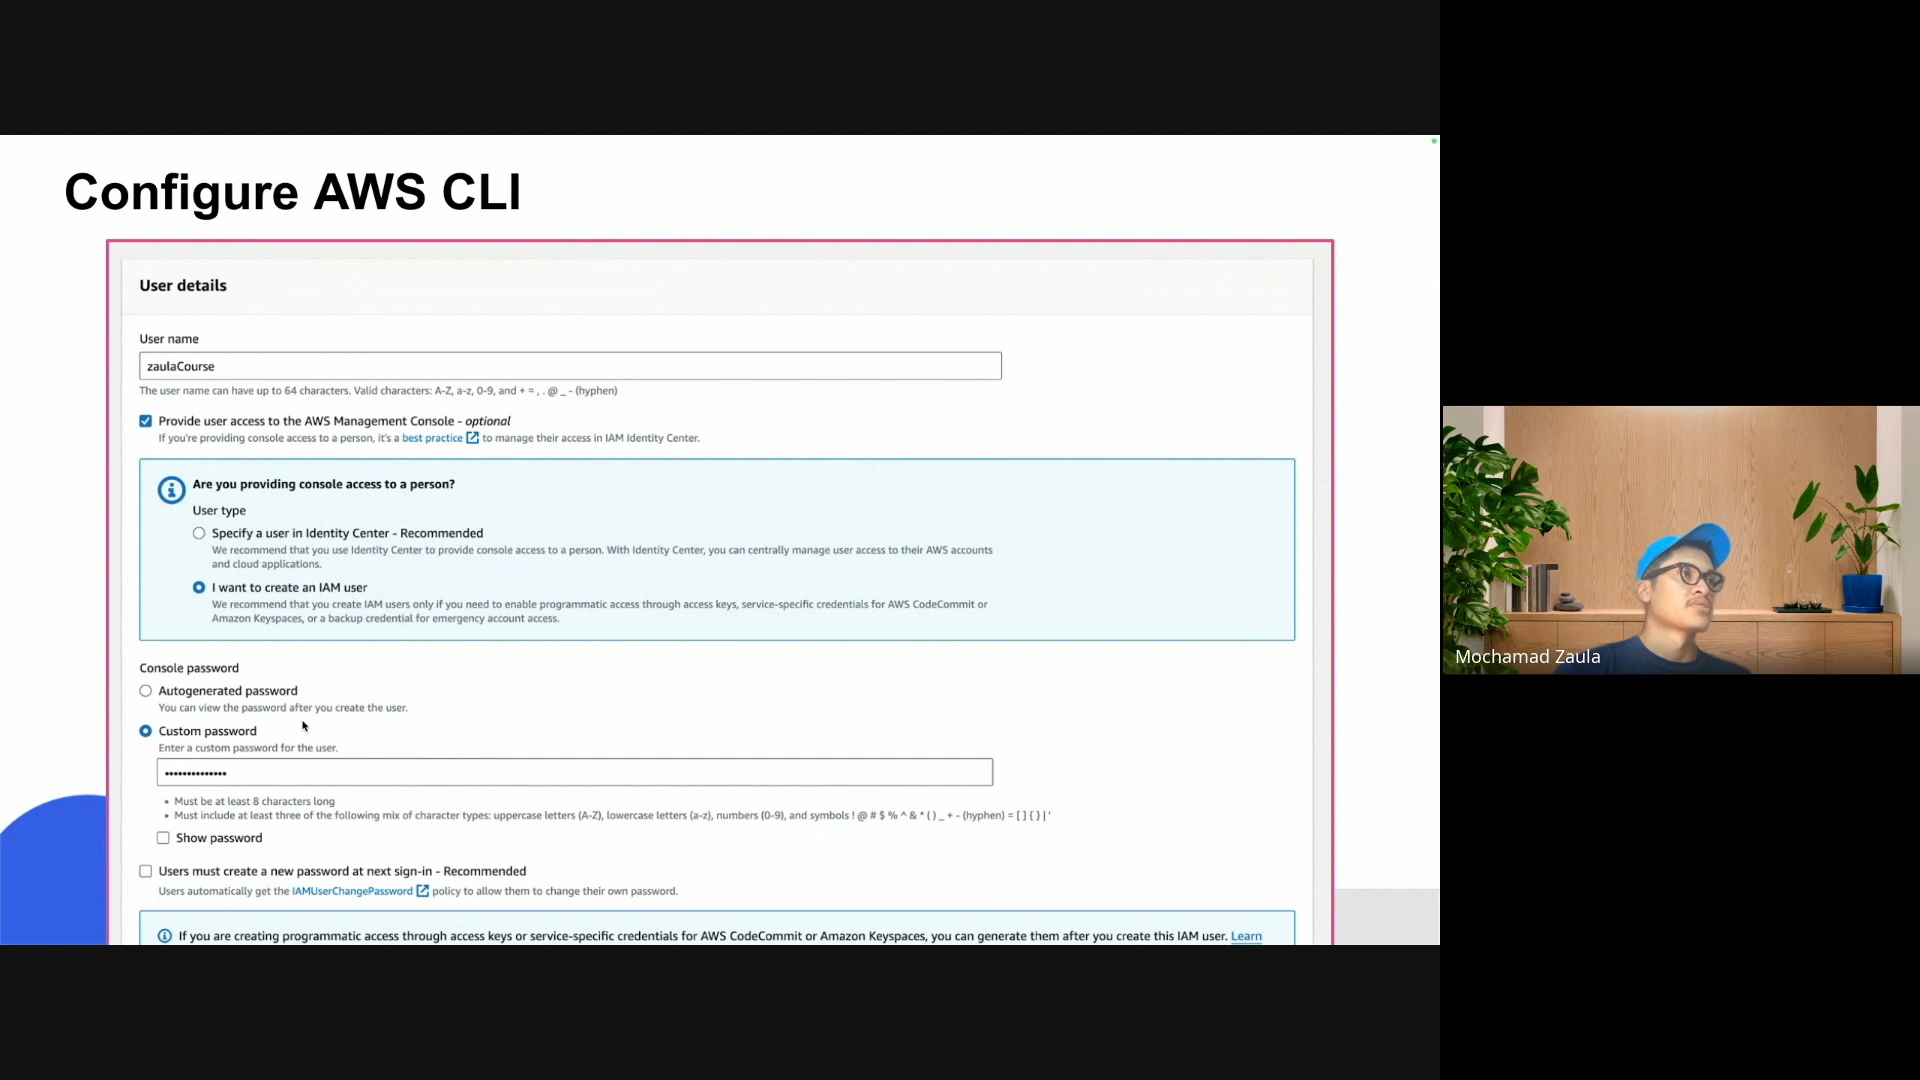 Configure AWS CLI
User details
User name
zaulaCourse
The user name can have up to 64 characters. Valid characters: A-Z, a-z, 0-9, and + = , . @ _ - (hyphen)
Provide user access to the AWS Management Console - optional
If you're providing console access to a person, it's a best practice to manage their access in IAM Identity Center.
Are you providing console access to a person?
User type
Specify a user in Identity Center - Recommended
We recommend that you use Identity Center to provide console access to a person. With Identity Center, you can centrally manage user access to their AWS accounts
and cloud applications.
I want to create an IAM user
We recommend that you create IAM users only if you need to enable programmatic access through access keys, service-specific credentials for AWS CodeCommit or
Amazon Keyspaces, or a backup credential for emergency account access.
Console password
Autogenerated password
You can view the password after you create the user.
Custom password
Enter a custom password for the user.
••••••••••••••
• Must be at least 8 characters long
• Must include at least three of the following mix of character types: uppercase letters (A-Z), lowercase letters (a-z), numbers (0-9), and symbols ! @ # $ % ^ & * ( ) _ + - (hyphen) = [ ] { } | '
Show password
Users must create a new password at next sign-in - Recommended
Users automatically get the IAMUserChangePassword policy to allow them to change their own password.
If you are creating programmatic access through access keys or service-specific credentials for AWS CodeCommit or Amazon Keyspaces, you can generate them after you create this IAM user. Learn
Mochamad Zaula